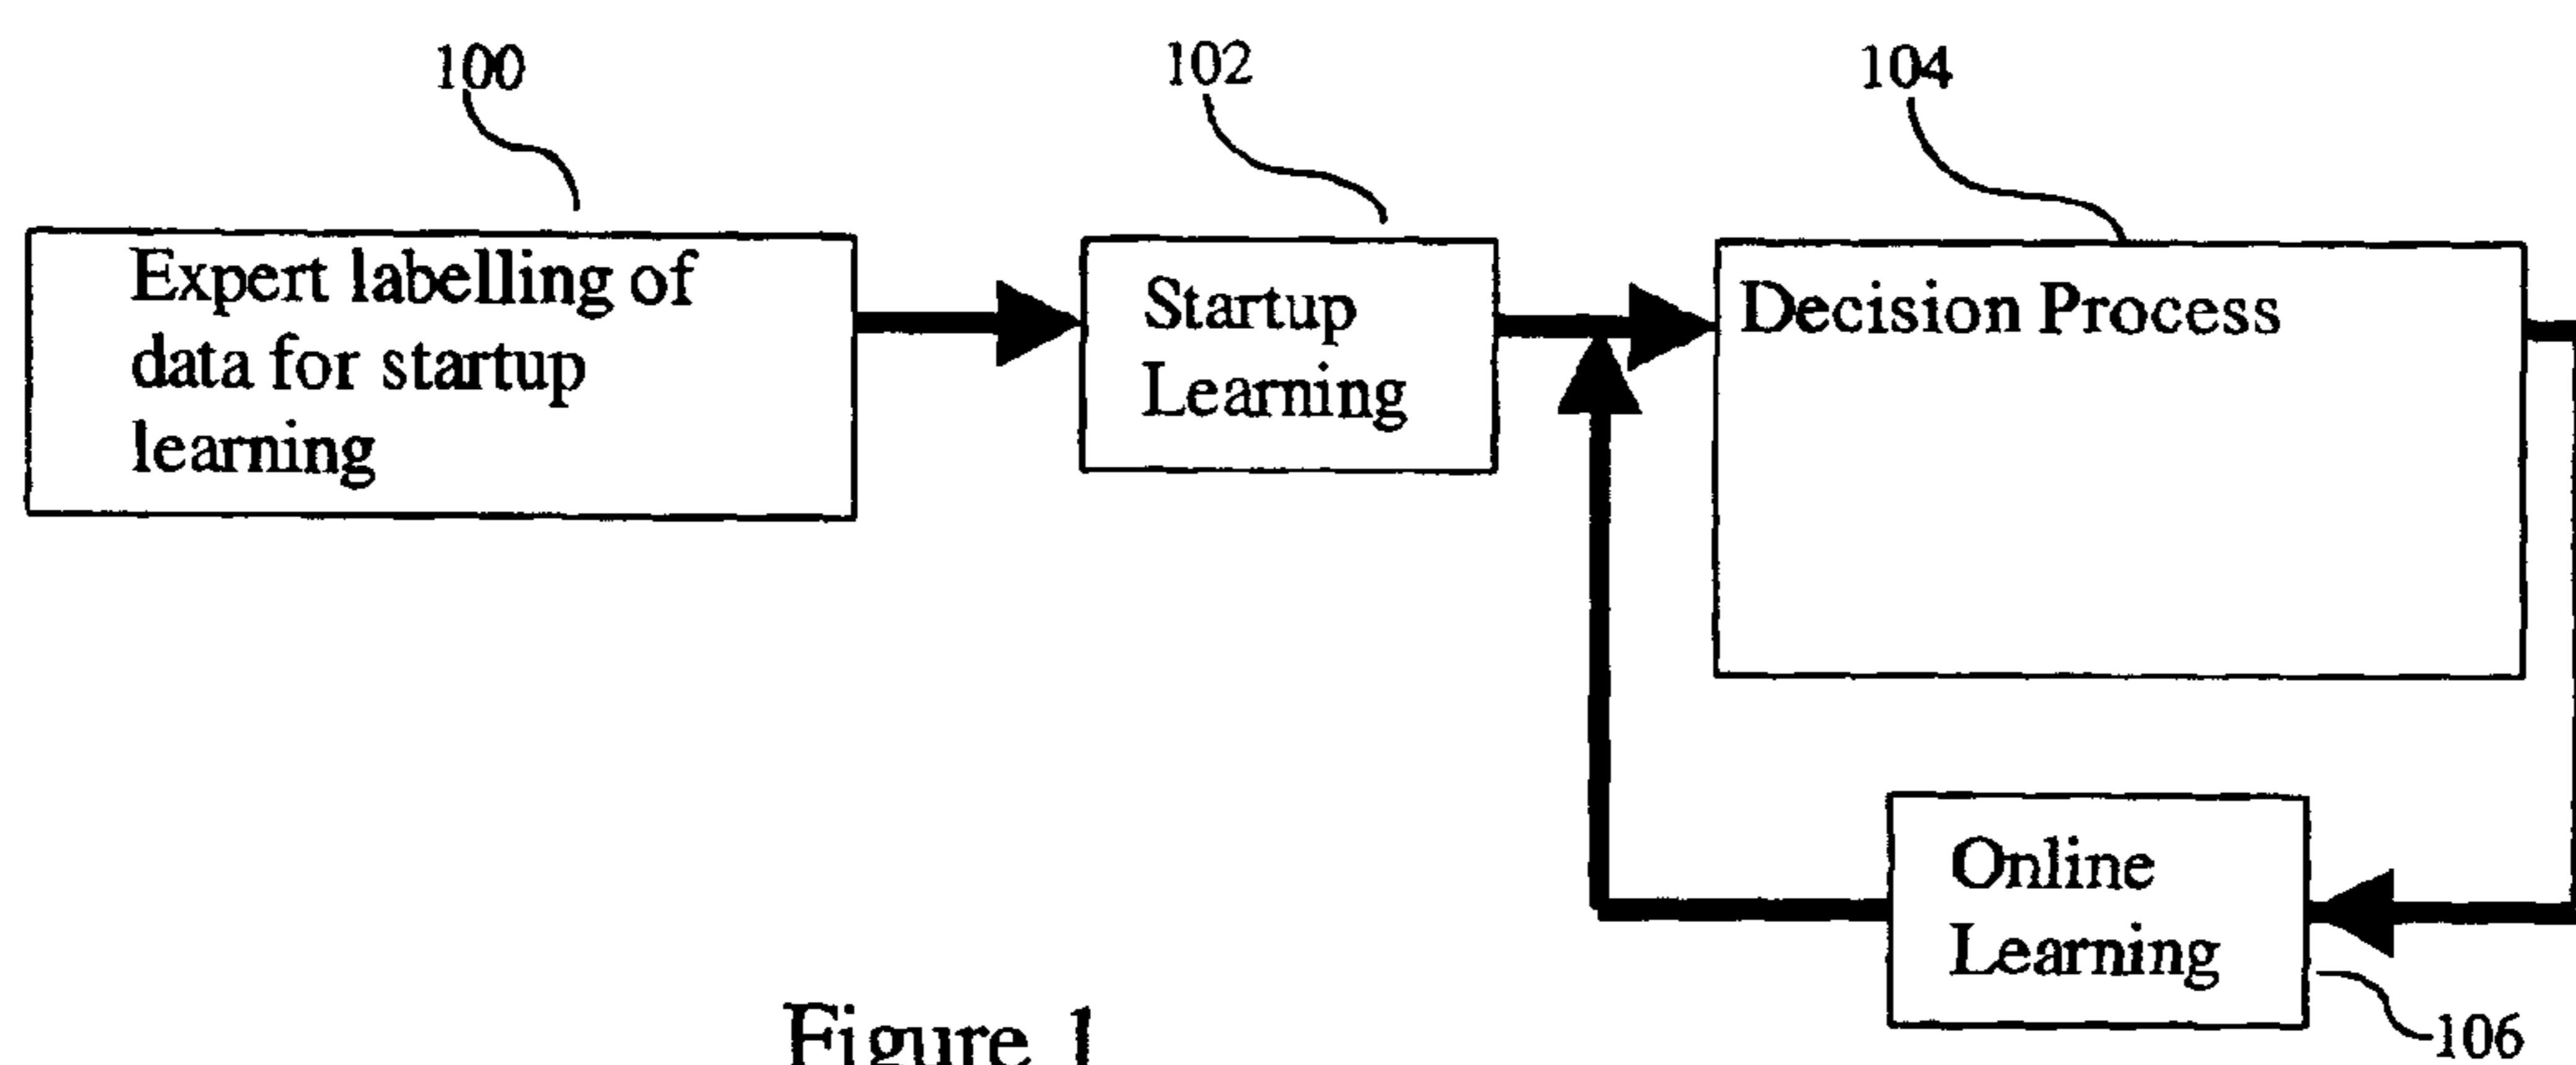 100
102
104
Expert labelling of
data for startup
learning
Startup
Learning
Decision Process
Online
Learning
106
Figure 1